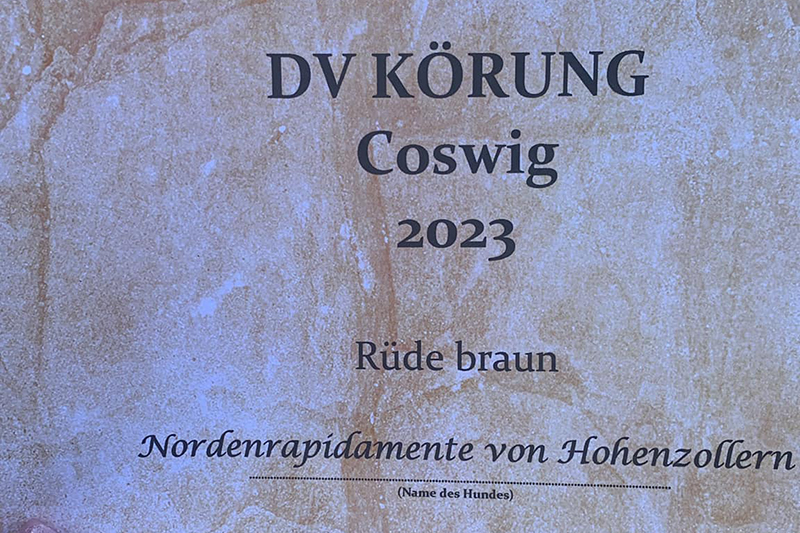 DV KÖRUNG
Coswig
2023
Rüde braun
Nordenrapidamente von Hohenzollern
(Name des Hundes)